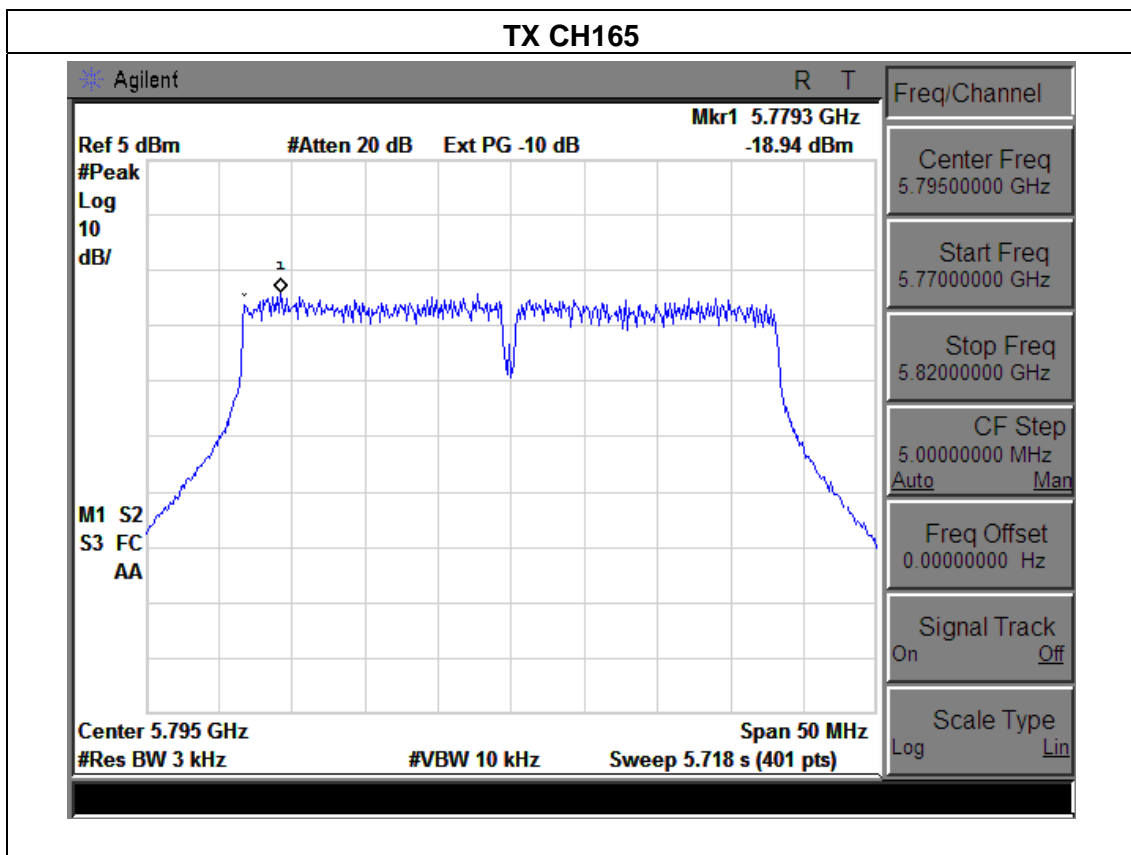 TX CH165
Agilent
R T
Mkr1 5.7793 GHz
Ref 5 dBm #Atten 20 dB Ext PG -10 dB -18.94 dBm
#Peak
Log
10
dB/
1
M1 S2
S3 FC
AA
Center 5.795 GHz Span 50 MHz
#Res BW 3 kHz #VBW 10 kHz Sweep 5.718 s (401 pts)
Freq/Channel
Center Freq
5.79500000 GHz
Start Freq
5.77000000 GHz
Stop Freq
5.82000000 GHz
CF Step
5.00000000 MHz
Auto Man
Freq Offset
0.00000000 Hz
Signal Track
On Off
Scale Type
Log Lin